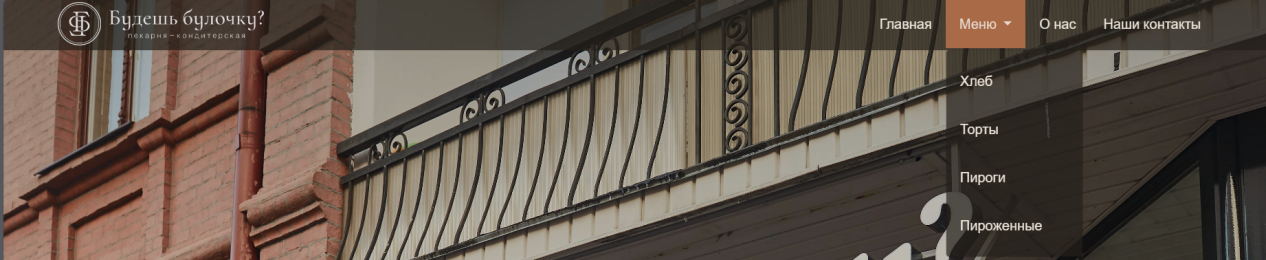 Будешь булочку?
пекарня–кондитерская
Главная
Меню
О нас
Наши контакты
Хлеб
Торты
Пироги
Пироженные